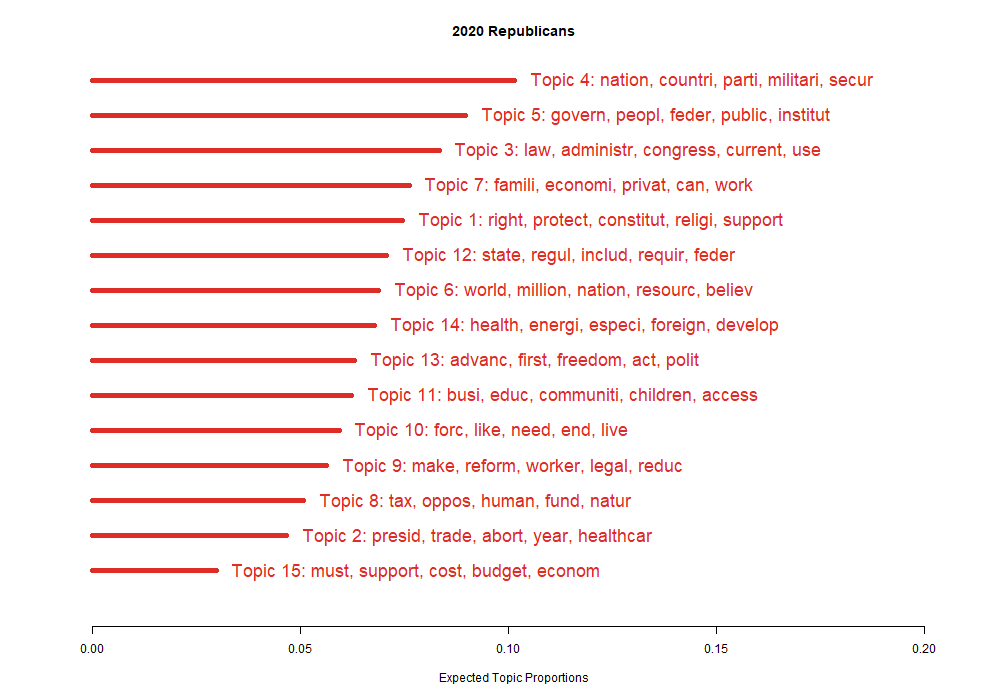 2020 Republicans
Topic 4: nation, countri, parti, militari, secur
Topic 5: govern, peopl, feder, public, institut
Topic 3: law, administr, congress, current, use
Topic 7: famili, economi, privat, can, work
Topic 1: right, protect, constitut, religi, support
Topic 12: state, regul, includ, requir, feder
Topic 6: world, million, nation, resourc, believ
Topic 14: health, energi, especi, foreign, develop
Topic 13: advanc, first, freedom, act, polit
Topic 11: busi, educ, communiti, children, access
Topic 10: forc, like, need, end, live
Topic 9: make, reform, worker, legal, reduc
Topic 8: tax, oppos, human, fund, natur
Topic 2: presid, trade, abort, year, healthcar
Topic 15: must, support, cost, budget, econom
0.00 0.05 0.10 0.15 0.20
Expected Topic Proportions